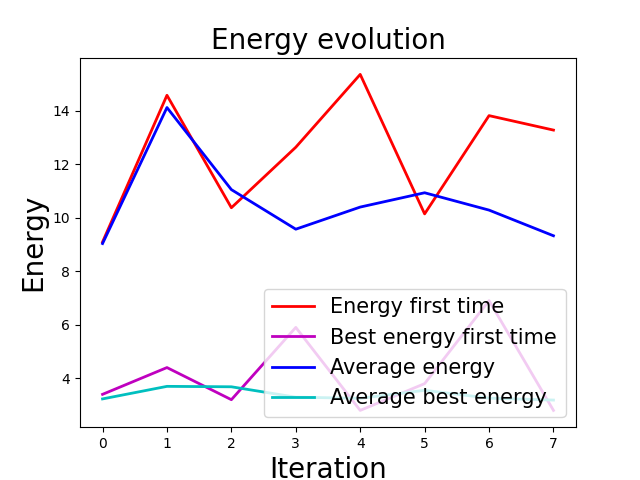 Energy evolution
Energy
14
12
10
8
6
4
Energy first time
Best energy first time
Average energy
Average best energy
0 1 2 3 4 5 6 7
Iteration